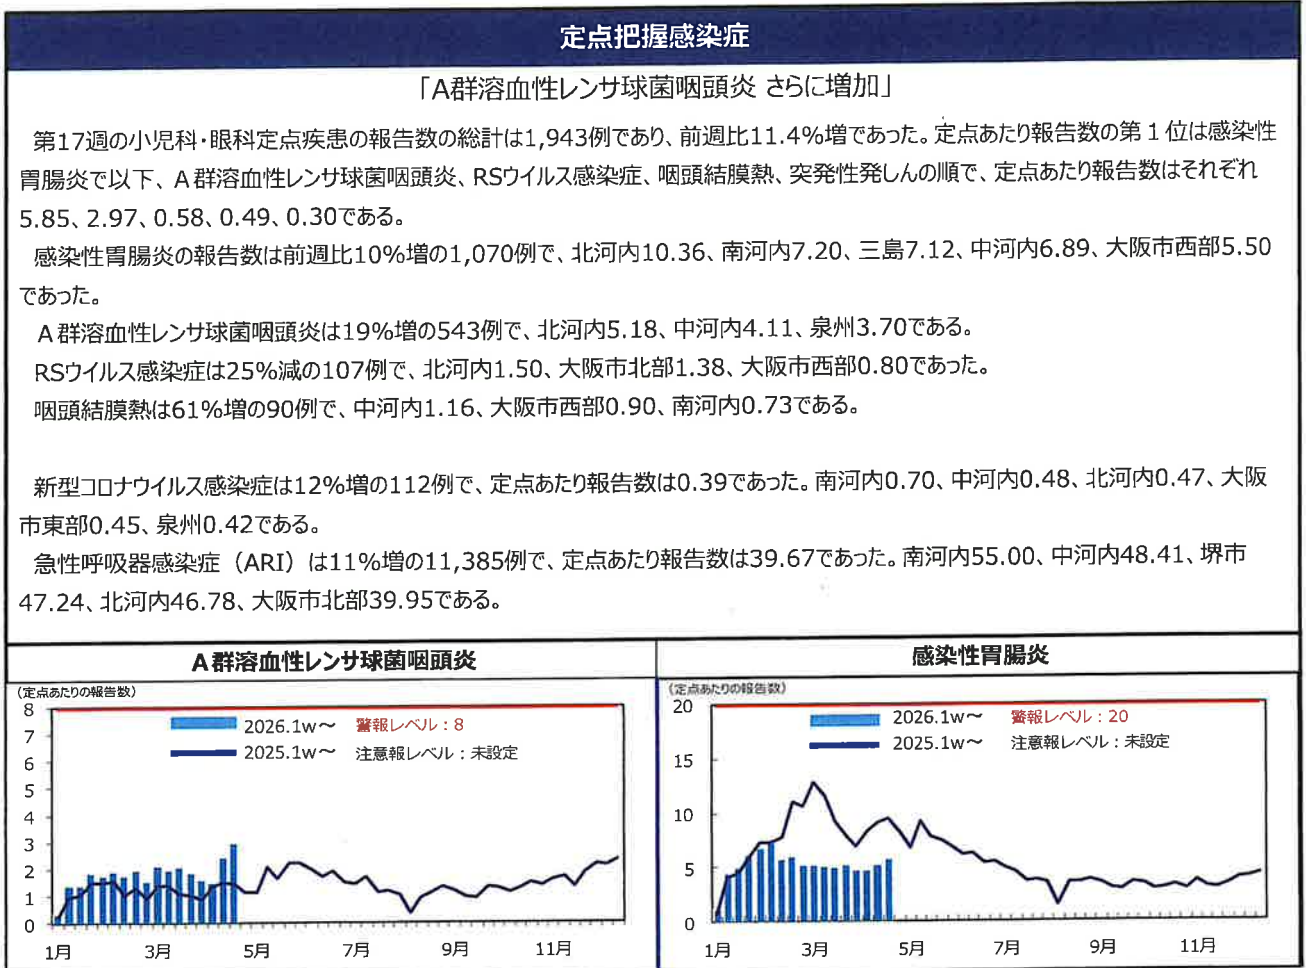 定点把握感染症
「A群溶血性レンサ球菌咽頭炎 さらに増加」
第17週の小児科・眼科定点疾患の報告数の総計は1,943例であり、前週比11.4%増であった。定点あたり報告数の第１位は感染性
胃腸炎で以下、A群溶血性レンサ球菌咽頭炎、RSウイルス感染症、咽頭結膜熱、突発性発しんの順で、定点あたり報告数はそれぞれ
5.85、2.97、0.58、0.49、0.30である。
感染性胃腸炎の報告数は前週比10%増の1,070例で、北河内10.36、南河内7.20、三島7.12、中河内6.89、大阪市西部5.50
であった。
A群溶血性レンサ球菌咽頭炎は19%増の543例で、北河内5.18、中河内4.11、泉州3.70である。
RSウイルス感染症は25%減の107例で、北河内1.50、大阪市北部1.38、大阪市西部0.80であった。
咽頭結膜熱は61%増の90例で、中河内1.16、大阪市西部0.90、南河内0.73である。
新型コロナウイルス感染症は12%増の112例で、定点あたり報告数は0.39であった。南河内0.70、中河内0.48、北河内0.47、大阪
市東部0.45、泉州0.42である。
急性呼吸器感染症（ARI）は11%増の11,385例で、定点あたり報告数は39.67であった。南河内55.00、中河内48.41、堺市
47.24、北河内46.78、大阪市北部39.95である。
A群溶血性レンサ球菌咽頭炎
（定点あたりの報告数）
8
7
6
5
4
3
2
1
0
2026.1w～ 警報レベル：8
2025.1w～ 注意報レベル：未設定
1月 3月 5月 7月 9月 11月
感染性胃腸炎
（定点あたりの報告数）
20
15
10
5
0
2026.1w～ 警報レベル：20
2025.1w～ 注意報レベル：未設定
1月 3月 5月 7月 9月 11月